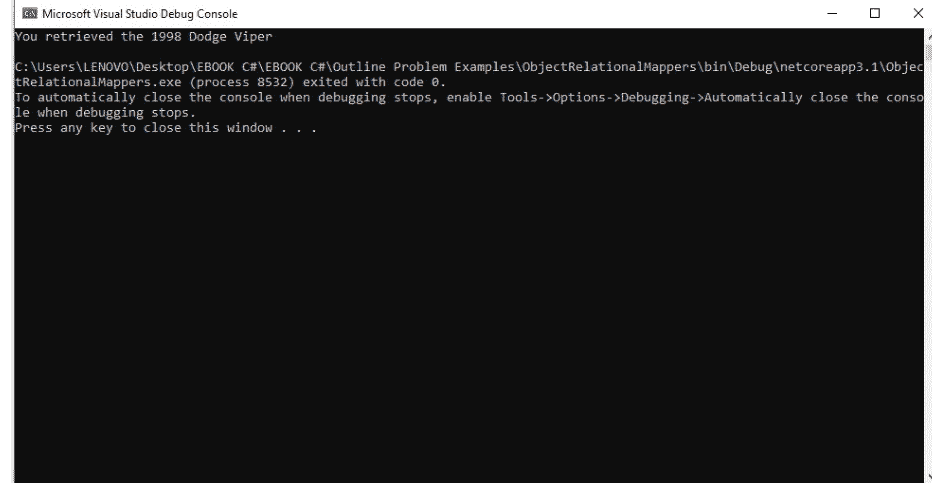 Microsoft Visual Studio Debug Console
You retrieved the 1998 Dodge Viper
C:\Users\LENOVO\Desktop\EBOOK C#\EBOOK C#\Outline Problem Examples\ObjectRelationalMappers\bin\Debug\netcoreapp3.1\Objec
tRelationalMappers.exe (process 8532) exited with code 0.
To automatically close the console when debugging stops, enable Tools->Options->Debugging->Automatically close the conso
le when debugging stops.
Press any key to close this window . . .